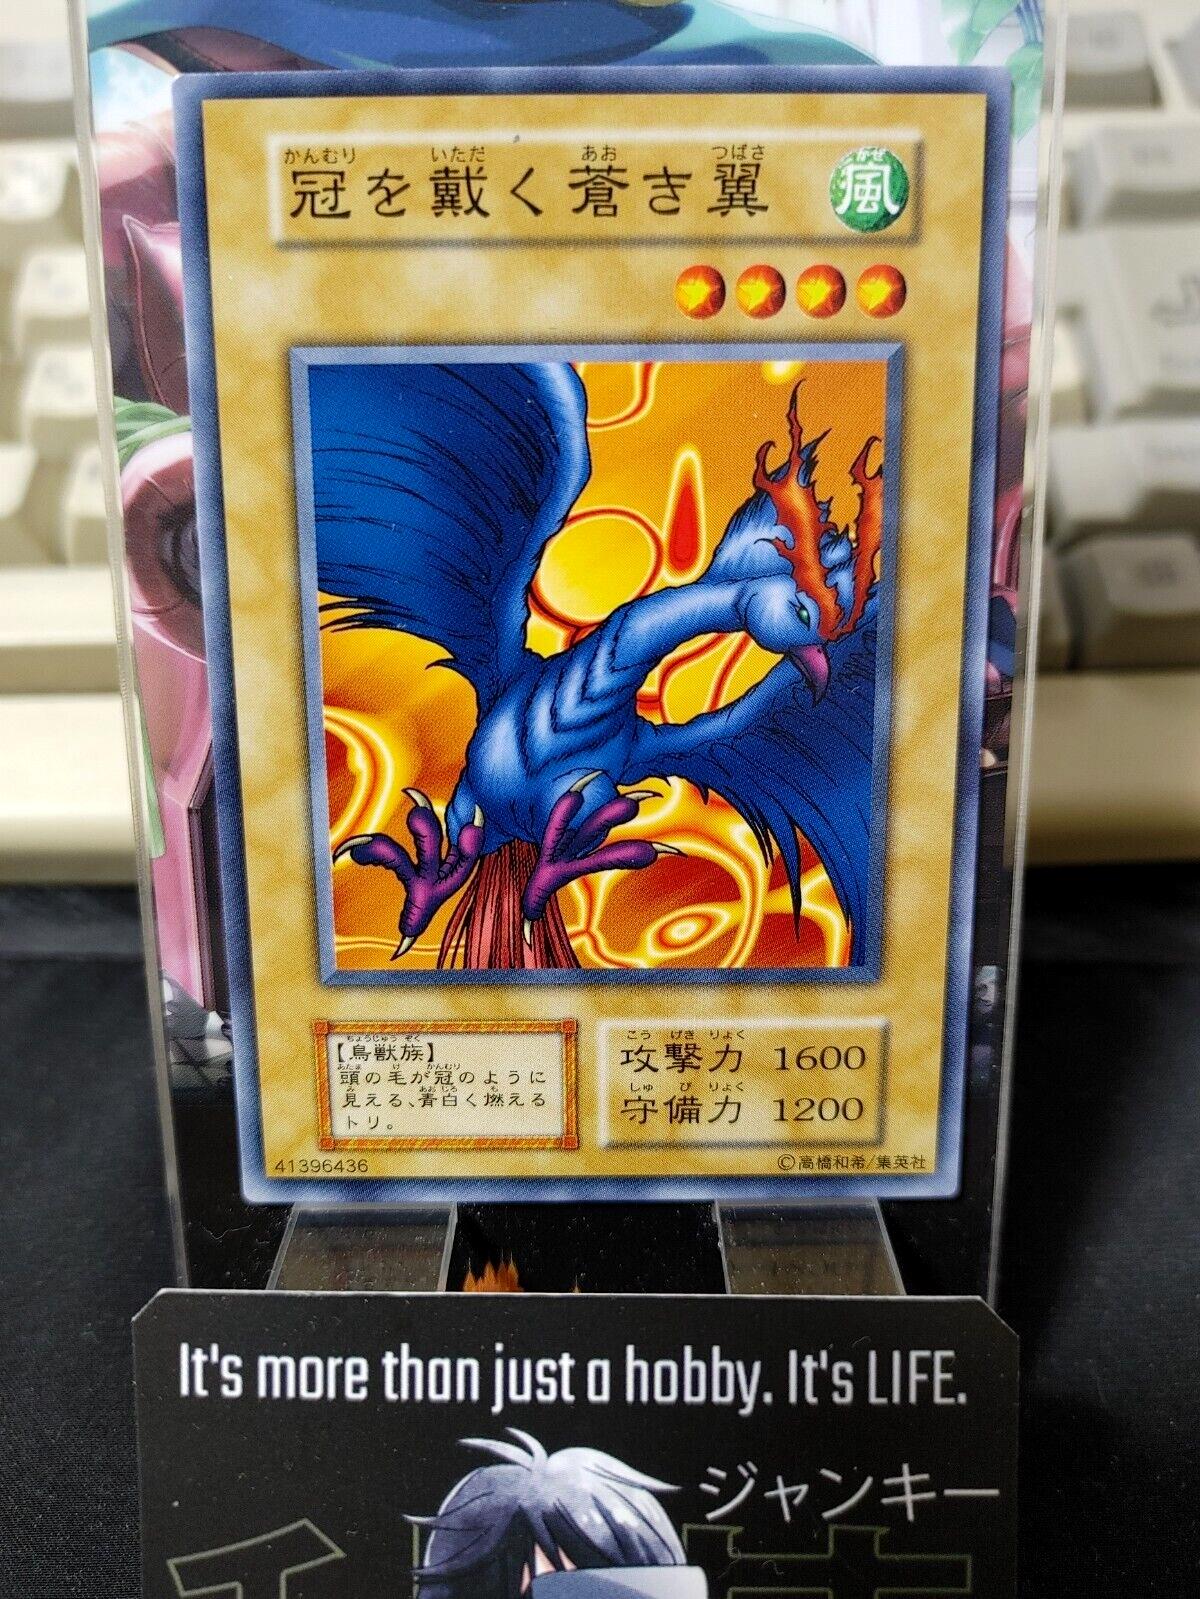 かんむり いただ あお つばさ
冠を戴く蒼き翼
かぜ
風
ちょうじゅう ぞく
【鳥獣族】
あたま け かんむり
頭の毛が冠のように
み あおじろ も
見える、青白く燃える
トリ。
こう げき りょく
攻撃力 1600
しゅ び りょく
守備力 1200
41396436
©高橋和希/集英社
It's more than just a hobby. It's LIFE.
ジャンキー